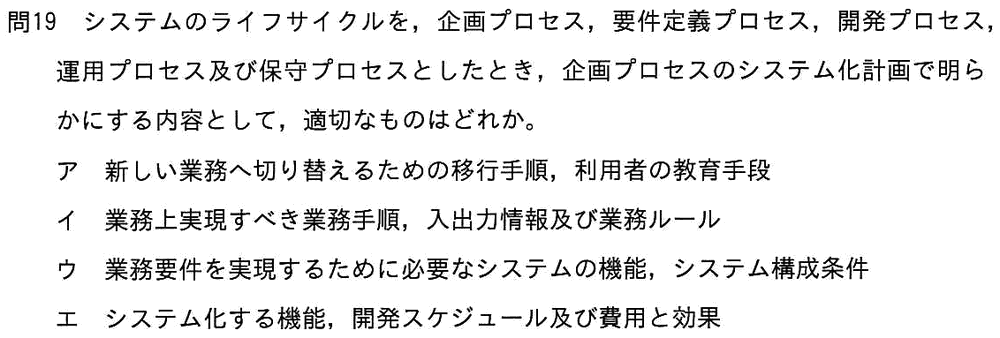 問19 システムのライフサイクルを，企画プロセス，要件定義プロセス，開発プロセス，
運用プロセス及び保守プロセスとしたとき，企画プロセスのシステム化計画で明ら
かにする内容として，適切なものはどれか。
ア 新しい業務へ切り替えるための移行手順，利用者の教育手段
イ 業務上実現すべき業務手順，入出力情報及び業務ルール
ウ 業務要件を実現するために必要なシステムの機能，システム構成条件
エ システム化する機能，開発スケジュール及び費用と効果